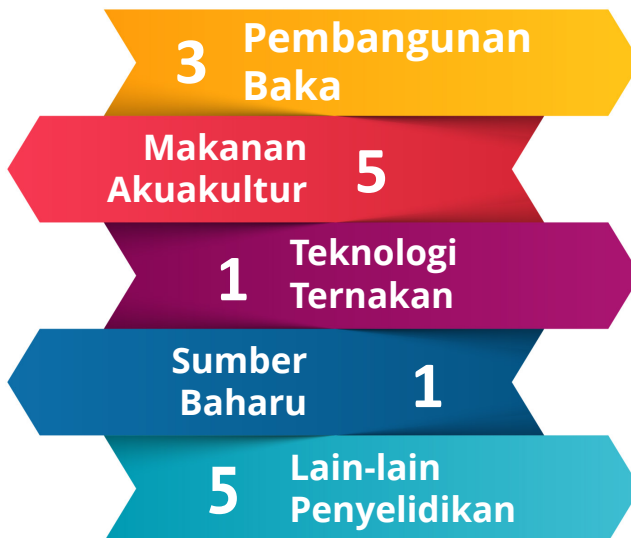 3 Pembangunan
Baka
Makanan
Akuakultur 5
1 Teknologi
Ternakan
Sumber
Baharu 1
5 Lain-lain
Penyelidikan